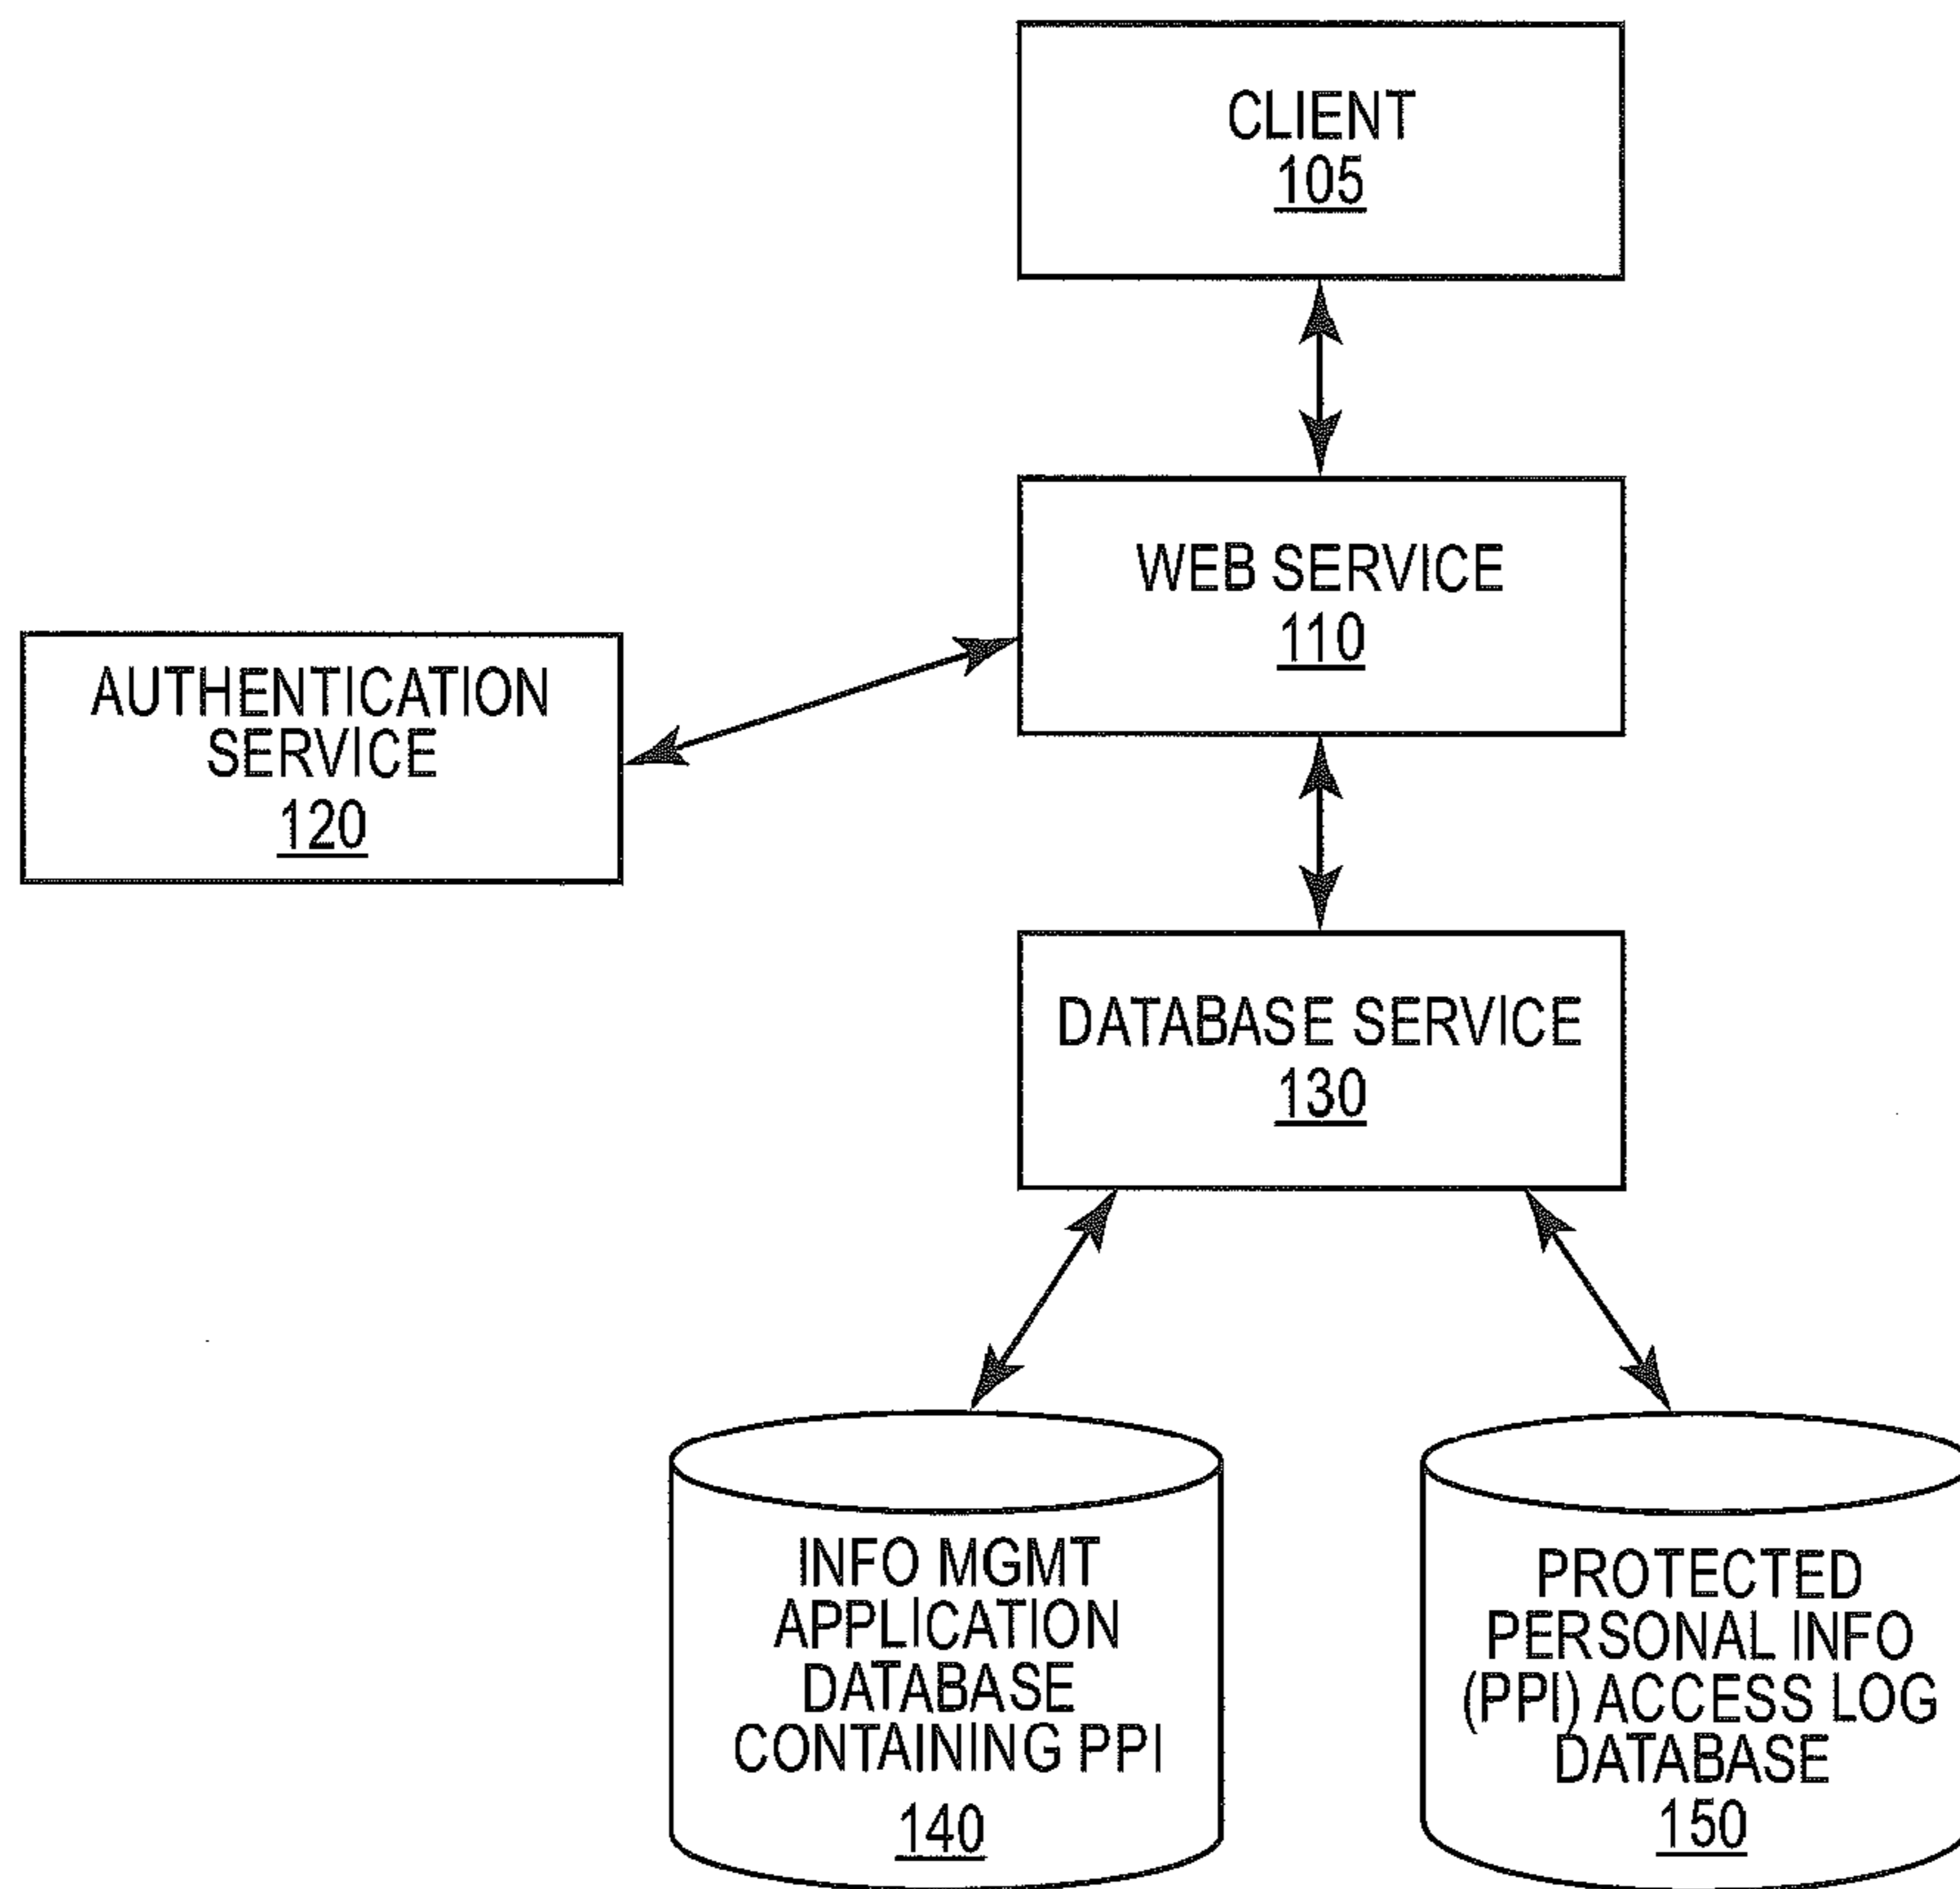 CLIENT
105
WEB SERVICE
110
AUTHENTICATION
SERVICE
120
DATABASE SERVICE
130
INFO MGMT
APPLICATION
DATABASE
CONTAINING PPI
140
PROTECTED
PERSONAL INFO
(PPI) ACCESS LOG
DATABASE
150